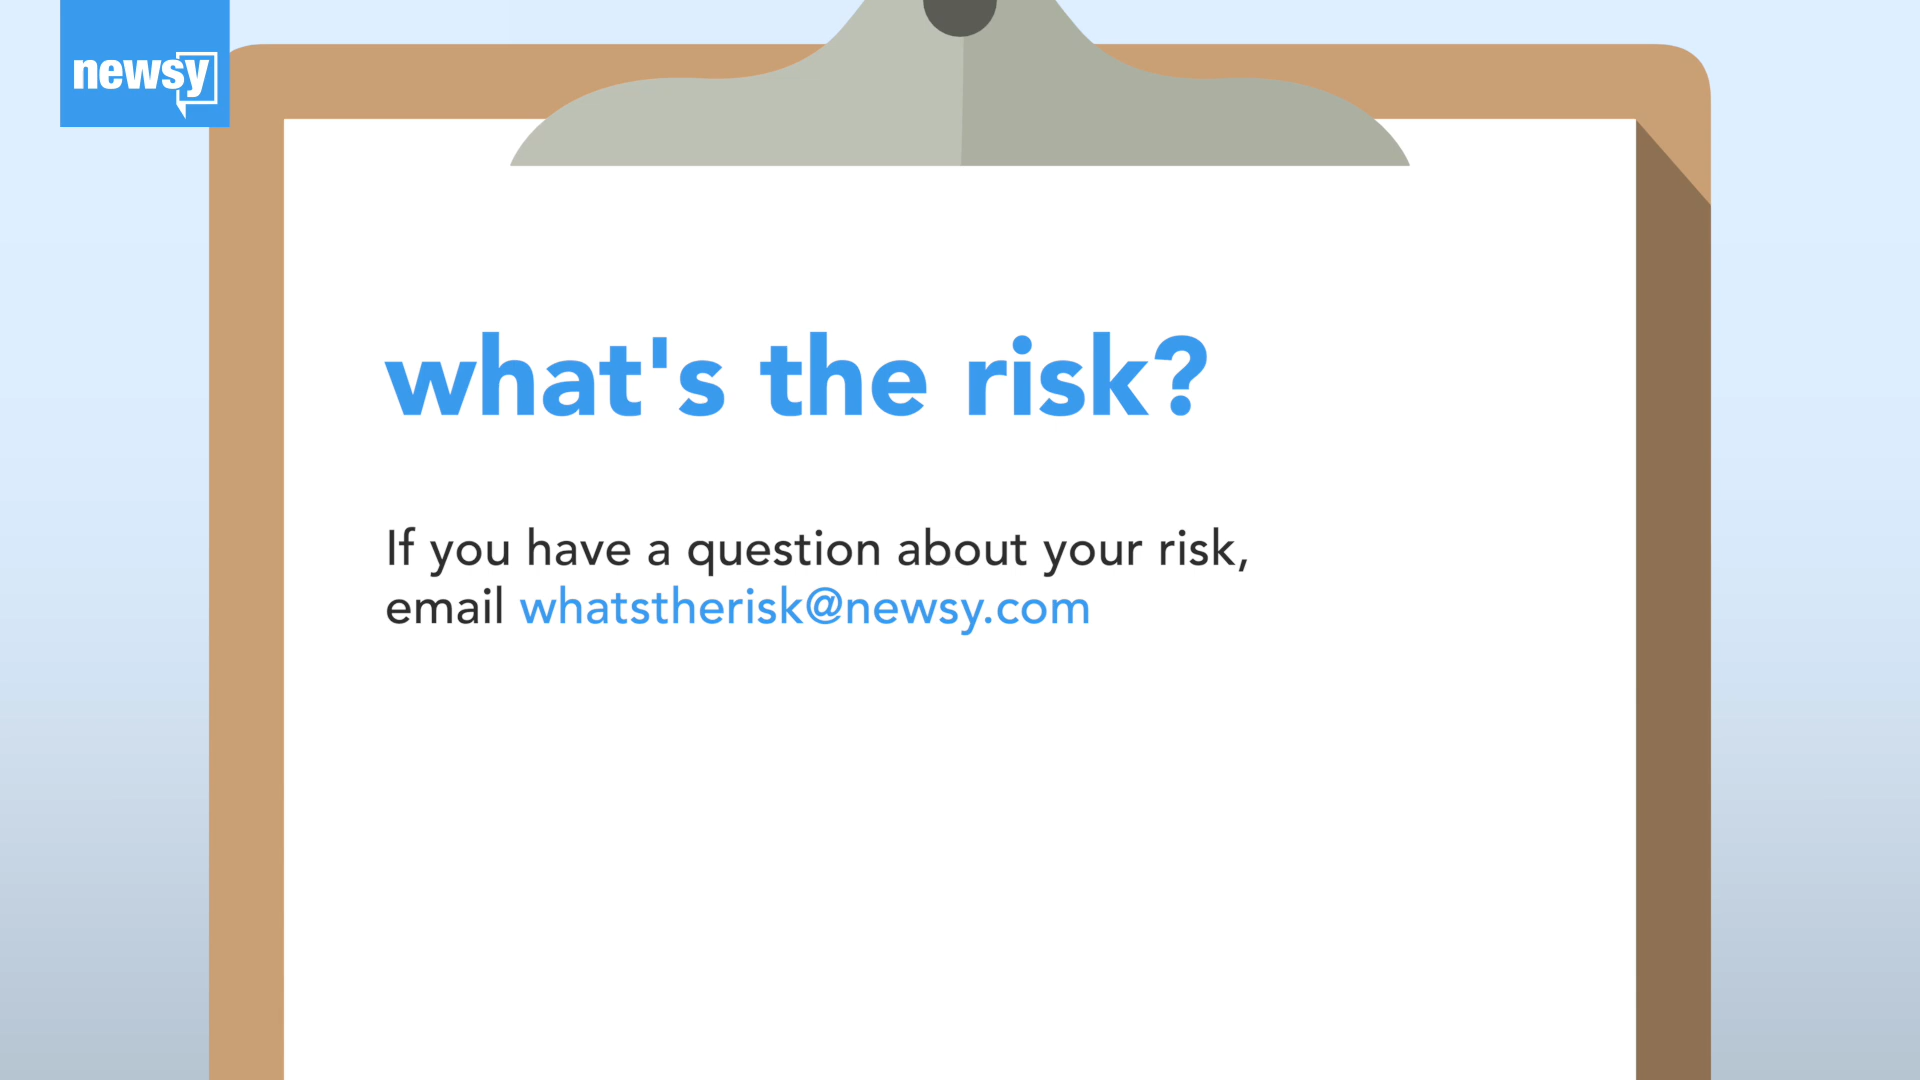 newsy
what's the risk?
If you have a question about your risk,
email whatstherisk@newsy.com